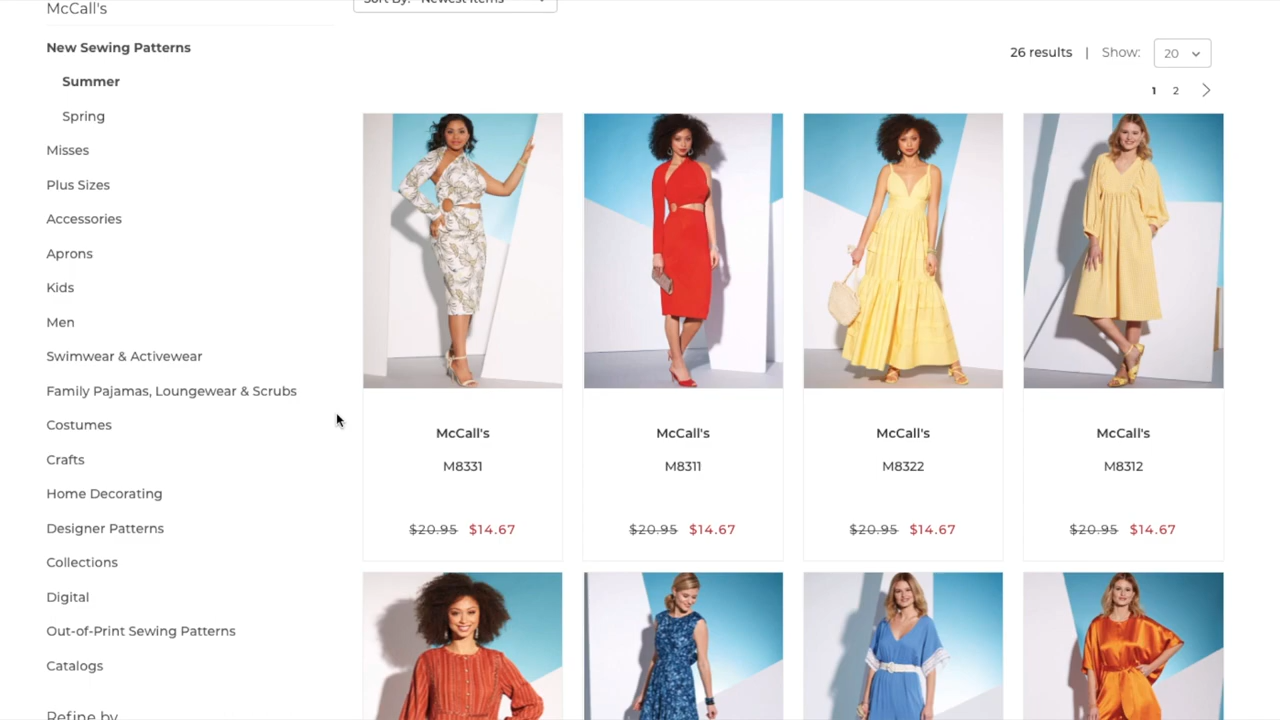 McCall's
Sort By: Newest Items
New Sewing Patterns
Summer
Spring
Misses
Plus Sizes
Accessories
Aprons
Kids
Men
Swimwear & Activewear
Family Pajamas, Loungewear & Scrubs
Costumes
Crafts
Home Decorating
Designer Patterns
Collections
Digital
Out-of-Print Sewing Patterns
Catalogs
Refine by
26 results | Show: 20
1 2
McCall's
M8331
$20.95 $14.67
McCall's
M8311
$20.95 $14.67
McCall's
M8322
$20.95 $14.67
McCall's
M8312
$20.95 $14.67